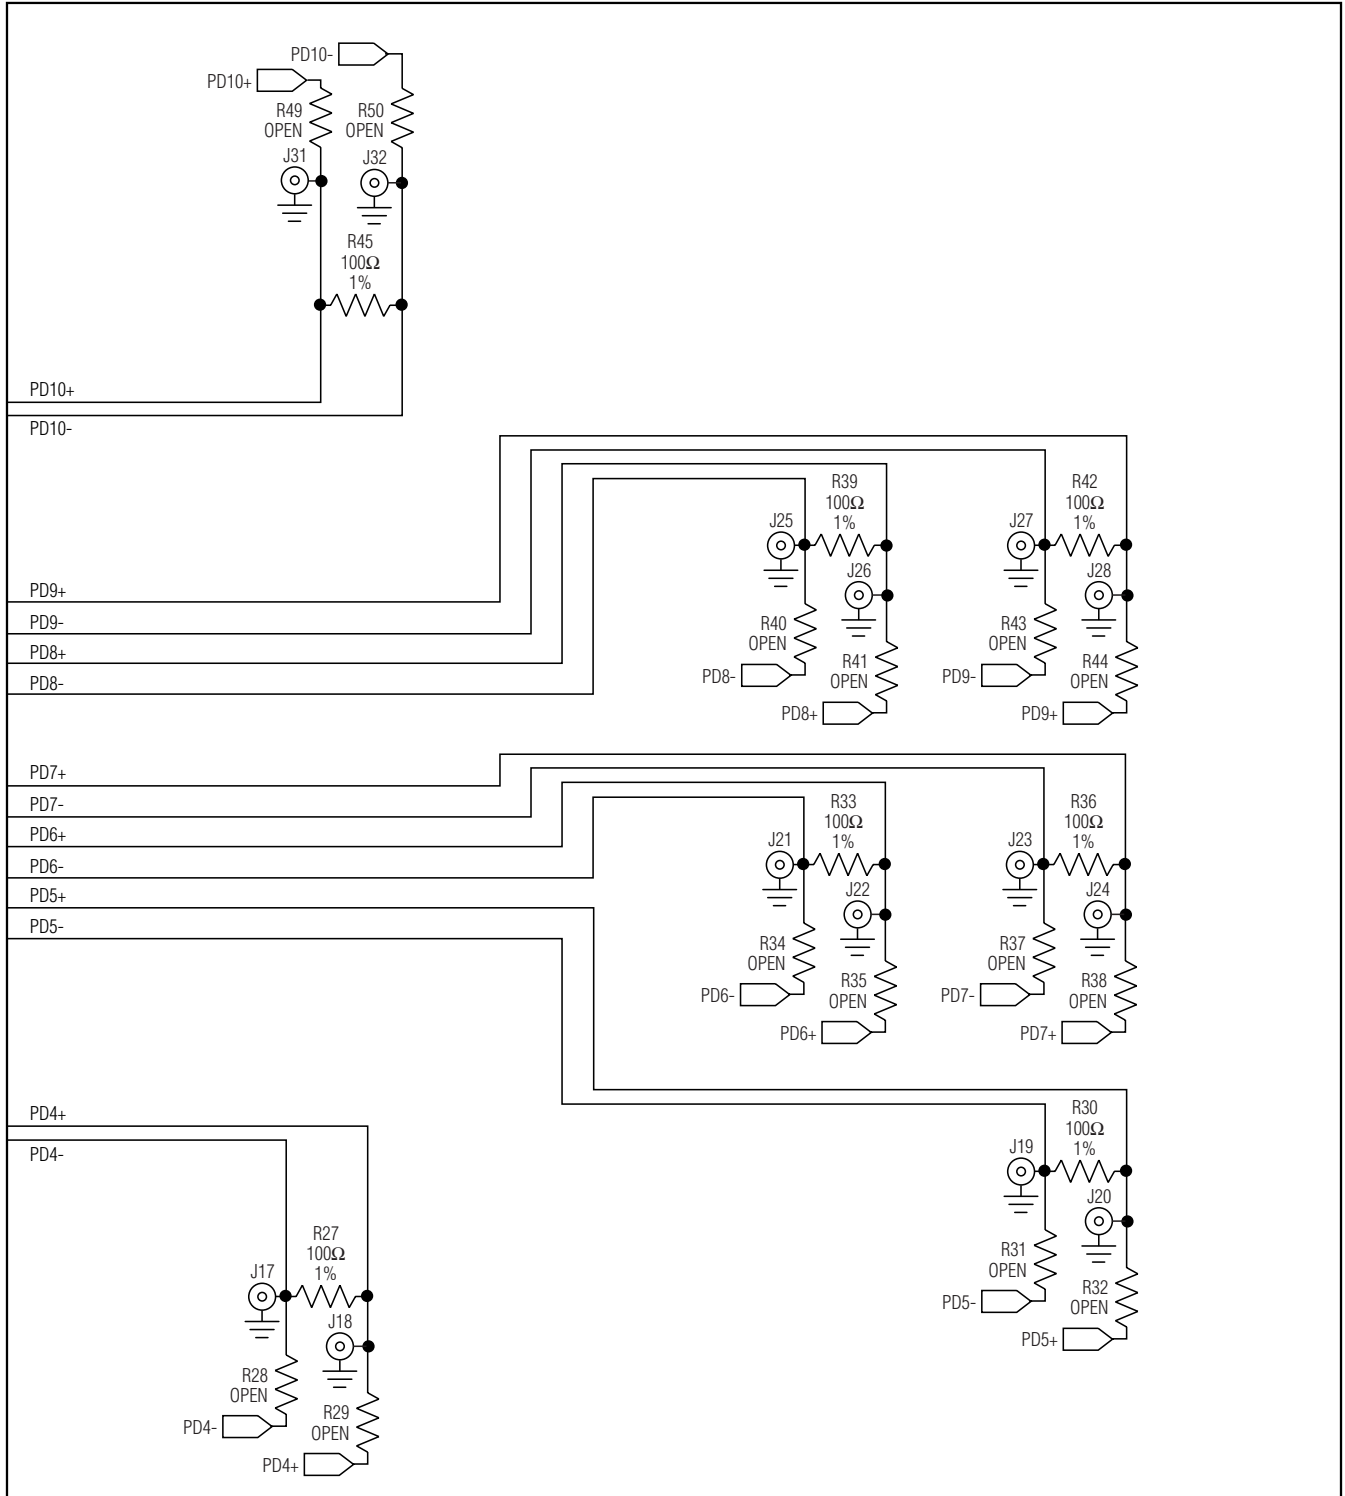 PD10-
PD10+
R49
OPEN
R50
OPEN
J31
J32
R45
100Ω
1%
PD10+
PD10-
R39
100Ω
1%
R42
100Ω
1%
J25
J27
J26
J28
PD9+
PD9-
PD8+
PD8-
R40
OPEN
R41
OPEN
R43
OPEN
R44
OPEN
PD8-
PD8+
PD9-
PD9+
PD7+
PD7-
PD6+
PD6-
PD5+
PD5-
R33
100Ω
1%
R36
100Ω
1%
J21
J23
J22
J24
R34
OPEN
R35
OPEN
R37
OPEN
R38
OPEN
PD6-
PD6+
PD7-
PD7+
PD4+
PD4-
R30
100Ω
1%
J19
J20
R31
OPEN
R32
OPEN
PD5-
PD5+
R27
100Ω
1%
J17
J18
R28
OPEN
R29
OPEN
PD4-
PD4+